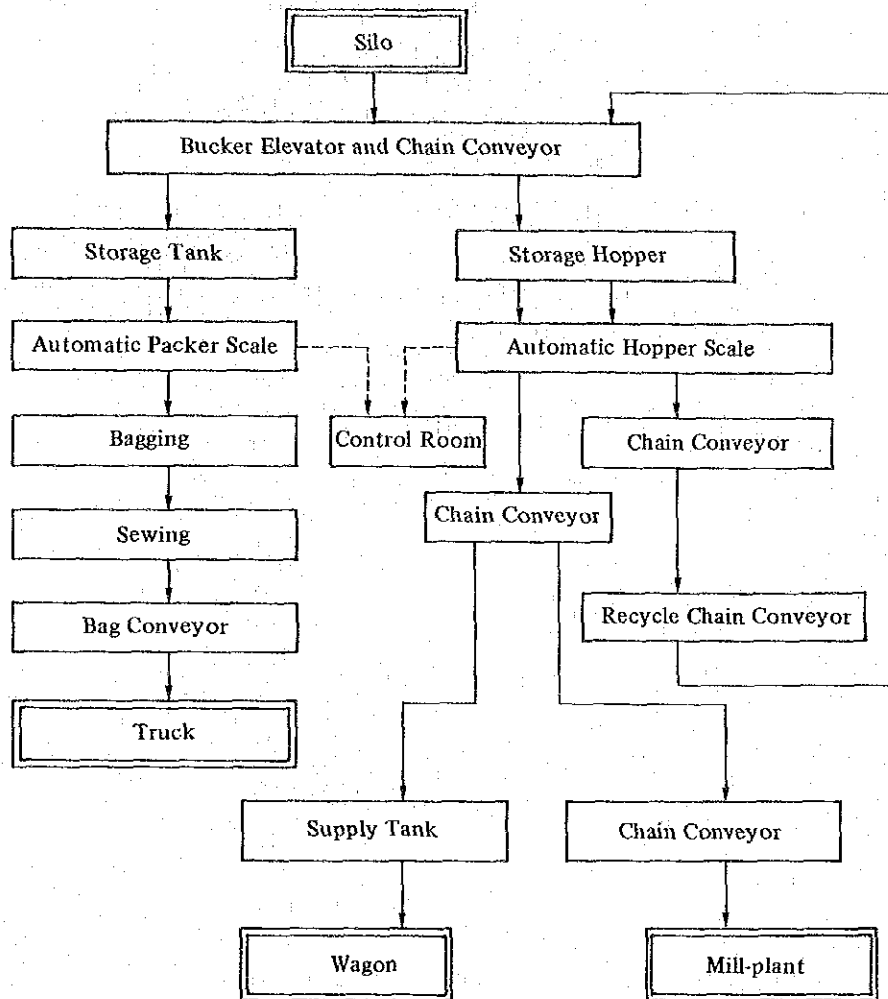 Silo
Bucker Elevator and Chain Conveyor
Storage Tank
Storage Hopper
Automatic Packer Scale
Automatic Hopper Scale
Bagging
Control Room
Chain Conveyor
Chain Conveyor
Sewing
Bag Conveyor
Recycle Chain Conveyor
Truck
Supply Tank
Chain Conveyor
Wagon
Mill-plant